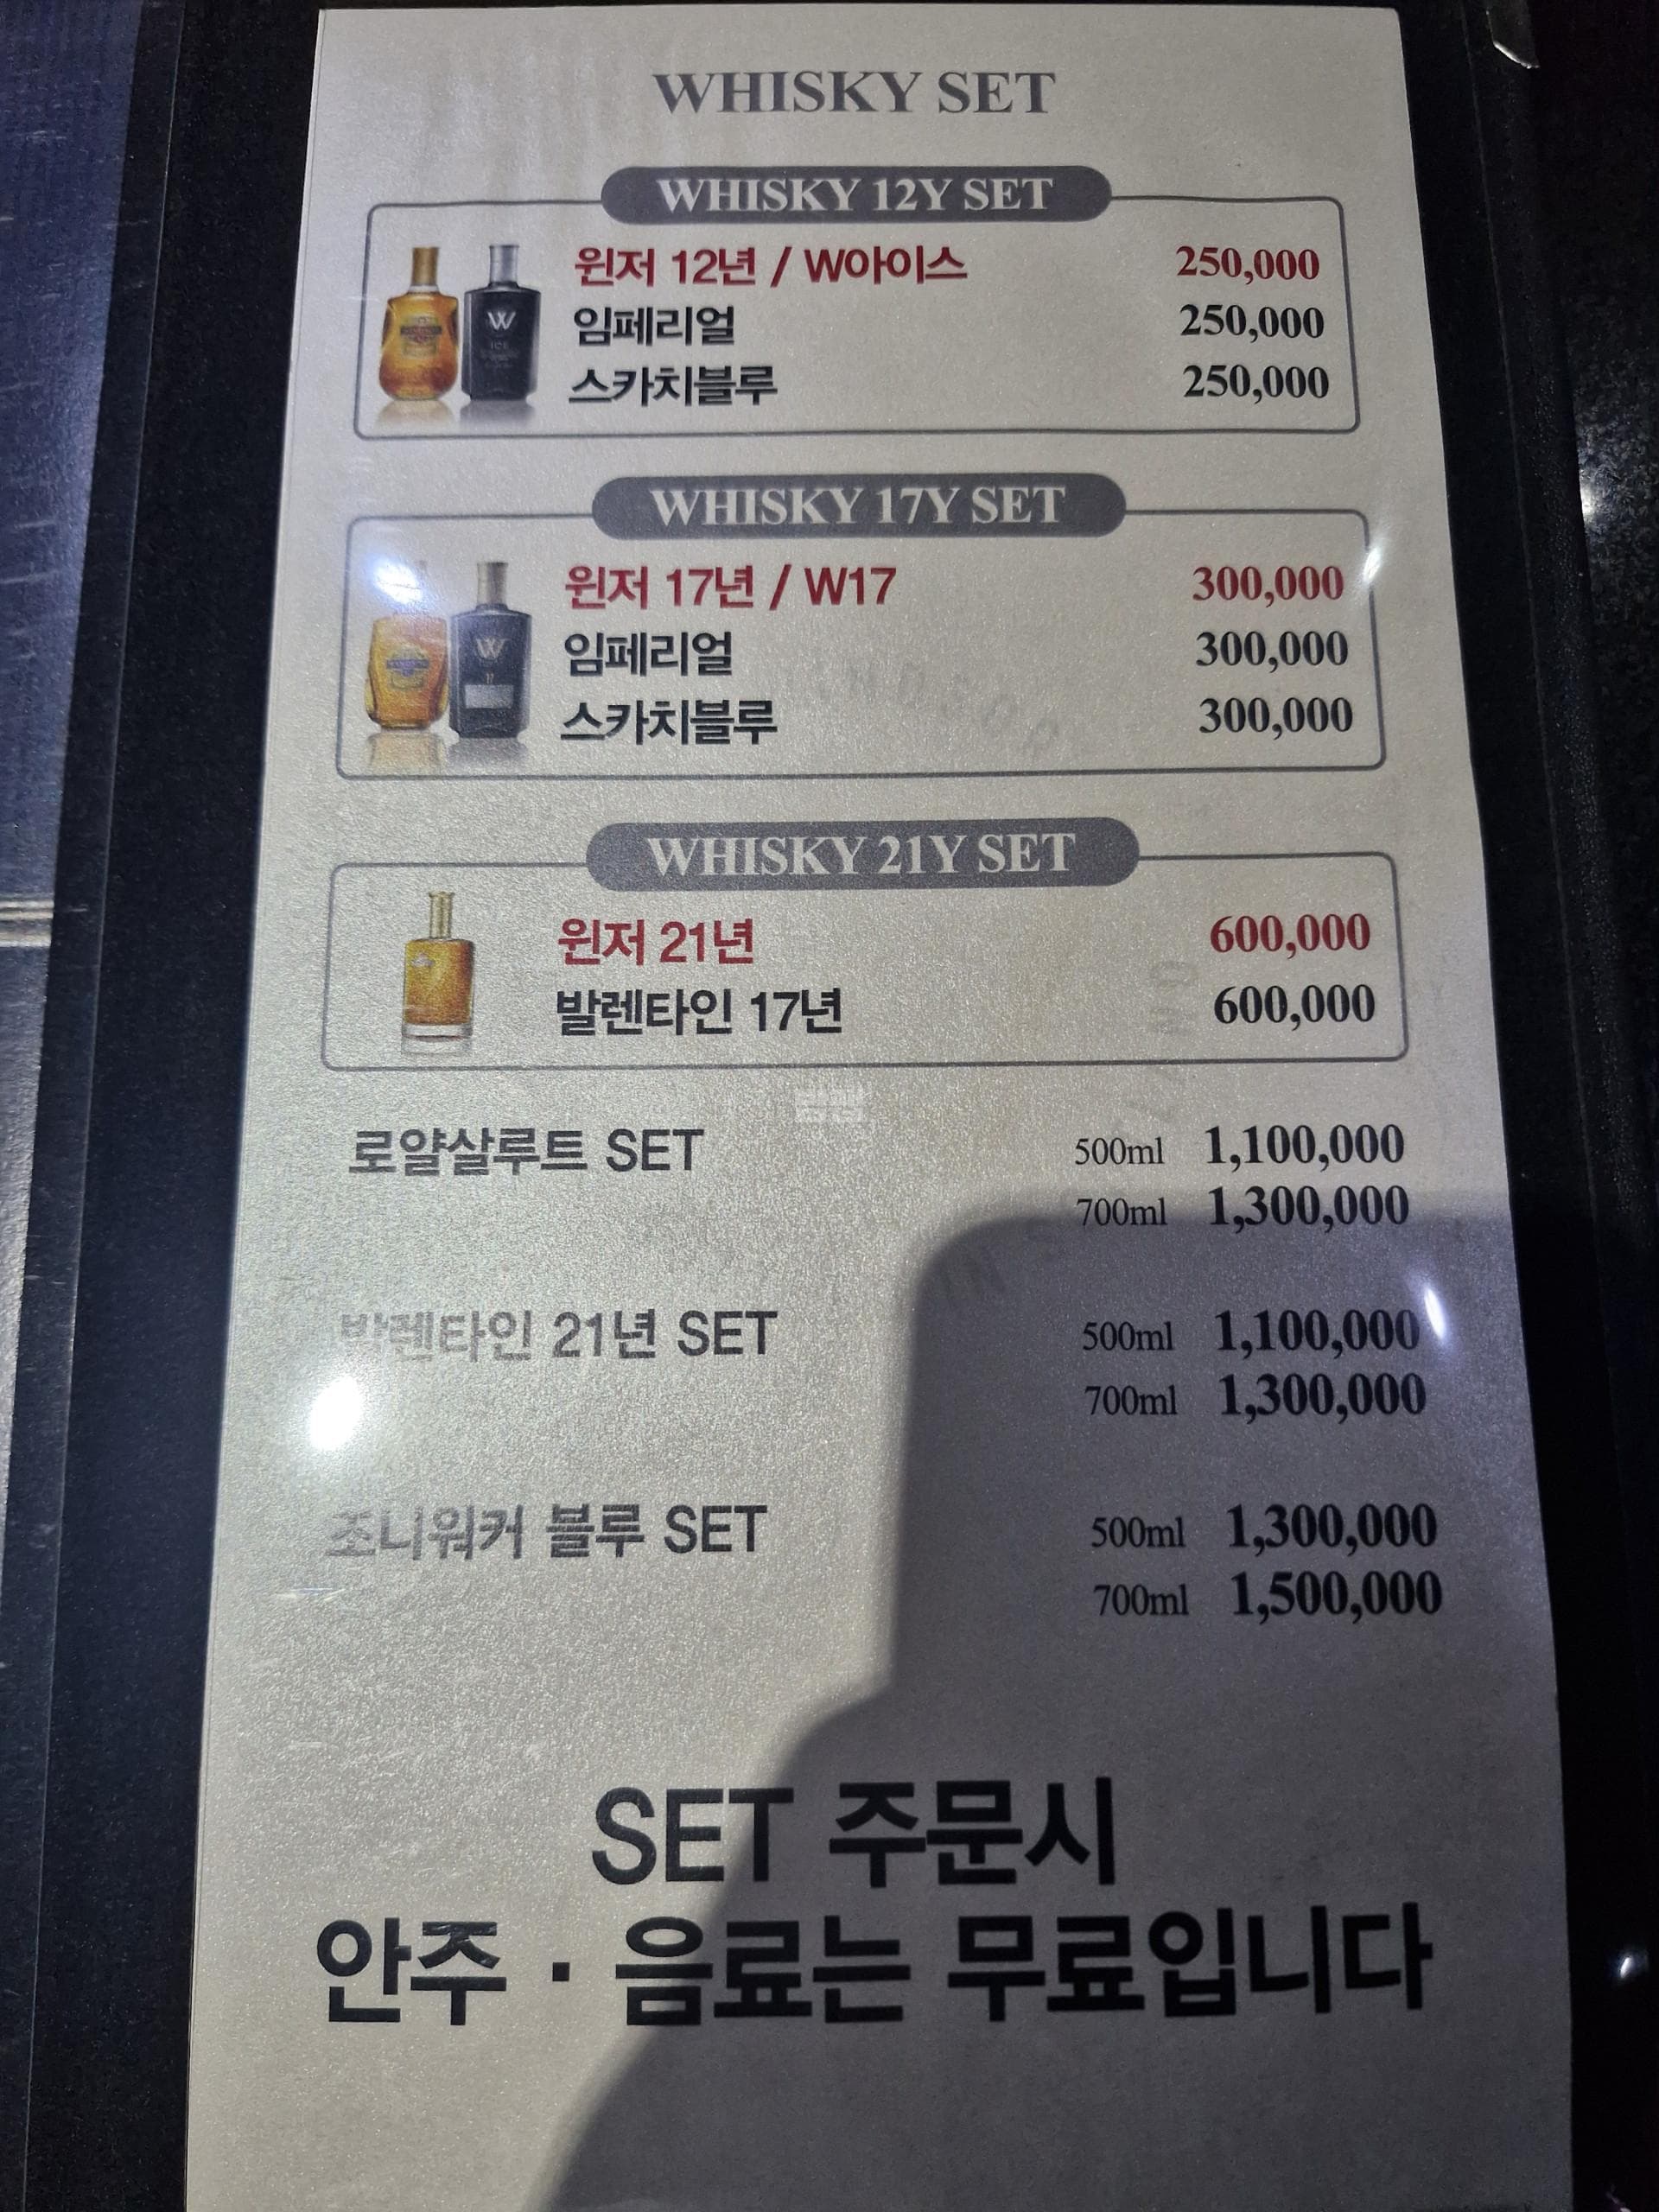 WHISKY SET
WHISKY 12Y SET
윈저 12년 / W아이스 250,000
임페리얼 250,000
스카치블루 250,000
WHISKY 17Y SET
윈저 17년 / W17 300,000
임페리얼 300,000
스카치블루 300,000
WHISKY 21Y SET
윈저 21년 600,000
발렌타인 17년 600,000
로얄살루트 SET 500ml 1,100,000
700ml 1,300,000
발렌타인 21년 SET 500ml 1,100,000
700ml 1,300,000
조니워커 블루 SET 500ml 1,300,000
700ml 1,500,000
SET 주문시
안주 · 음료는 무료입니다